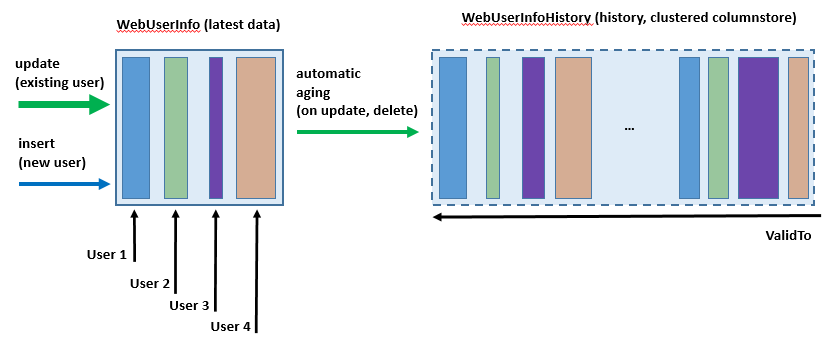 WebUserInfo (latest data)
WebUserInfoHistory (history, clustered columnstore)
update
(existing user)
insert
(new user)
automatic
aging
(on update, delete)
...
ValidTo
User 1
User 2
User 3
User 4